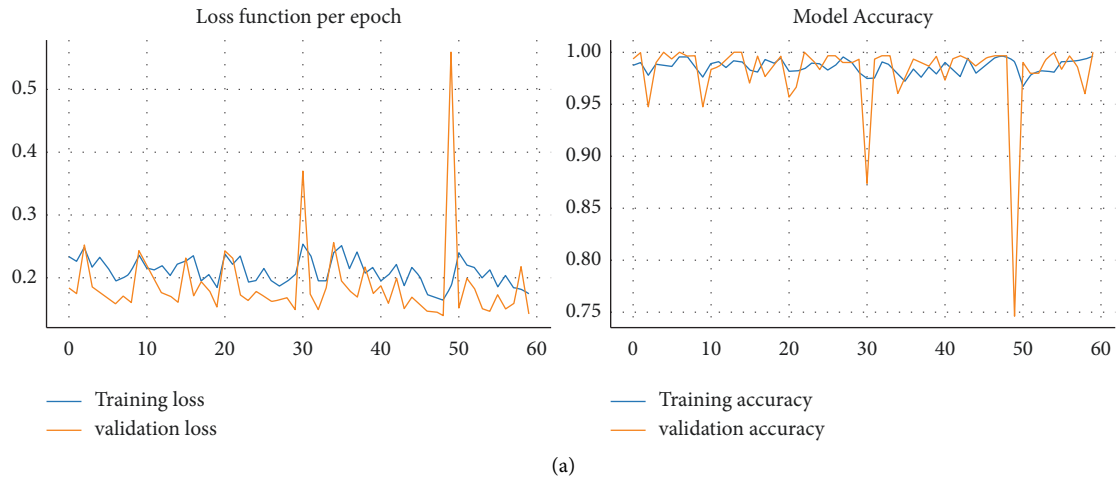 Loss function per epoch
0.5
0.4
0.3
0.2
0 10 20 30 40 50 60
Training loss
validation loss
Model Accuracy
1.00
0.95
0.90
0.85
0.80
0.75
0 10 20 30 40 50 60
Training accuracy
validation accuracy
(a)